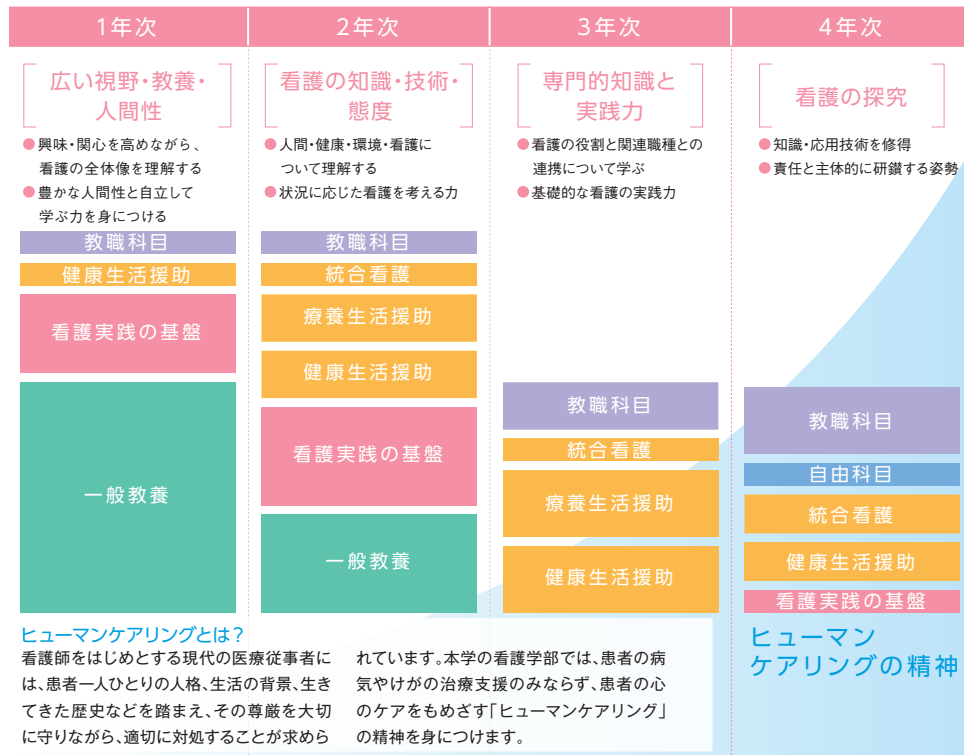 1年次
広い視野・教養・
人間性
●興味・関心を高めながら、
看護の全体像を理解する
●豊かな人間性と自立して
学ぶ力を身につける
教職科目
健康生活援助
看護実践の基盤
一般教養
2年次
看護の知識・技術・
態度
●人間・健康・環境・看護に
ついて理解する
●状況に応じた看護を考える力
教職科目
統合看護
療養生活援助
健康生活援助
看護実践の基盤
一般教養
3年次
専門的知識と
実践力
●看護の役割と関連職種との
連携について学ぶ
●基礎的な看護の実践力
教職科目
統合看護
療養生活援助
健康生活援助
4年次
看護の探究
●知識・応用技術を修得
●責任と主体的に研鑽する姿勢
教職科目
自由科目
統合看護
健康生活援助
看護実践の基盤
ヒューマンケアリングとは？
看護師をはじめとする現代の医療従事者に
は、患者一人ひとりの人格、生活の背景、生き
てきた歴史などを踏まえ、その尊厳を大切
に守りながら、適切に対処することが求めら
れています。本学の看護学部では、患者の病
気やけがの治療支援のみならず、患者の心
のケアをもめざす「ヒューマンケアリング」
の精神を身につけます。
ヒューマン
ケアリングの精神